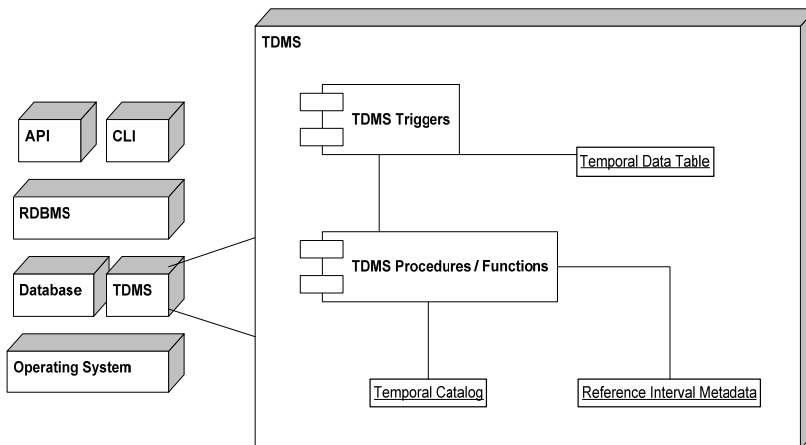 TDMS
TDMS Triggers
API
CLI
Temporal Data Table
RDBMS
TDMS Procedures / Functions
Database
TDMS
Operating System
Temporal Catalog
Reference Interval Metadata